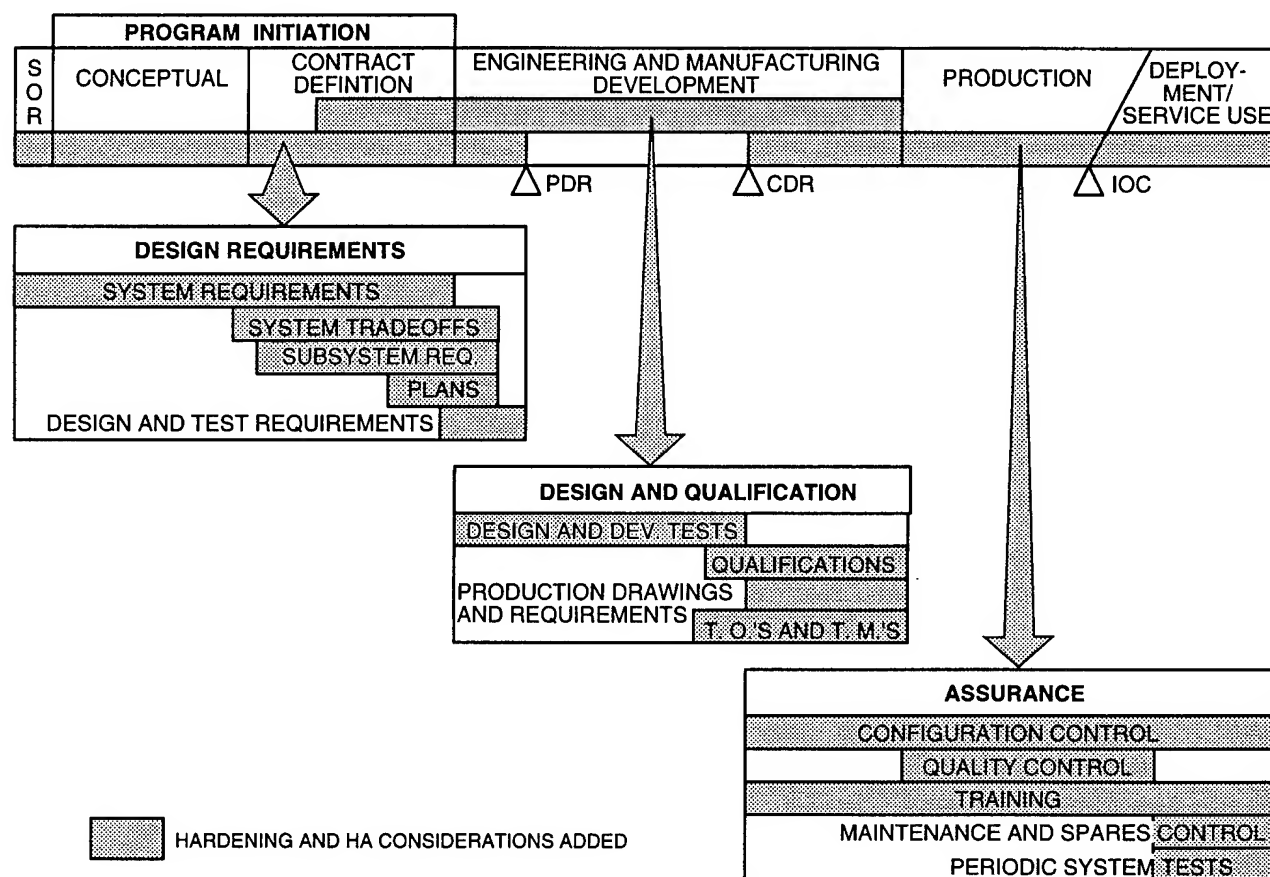 PROGRAM INITIATION
S
O
R
CONCEPTUAL
CONTRACT
DEFINTION
ENGINEERING AND MANUFACTURING
DEVELOPMENT
PRODUCTION
DEPLOY-
MENT/
SERVICE USE
PDR
CDR
IOC
DESIGN REQUIREMENTS
SYSTEM REQUIREMENTS
SYSTEM TRADEOFFS
SUBSYSTEM REQ.
PLANS
DESIGN AND TEST REQUIREMENTS
DESIGN AND QUALIFICATION
DESIGN AND DEV. TESTS
QUALIFICATIONS
PRODUCTION DRAWINGS
AND REQUIREMENTS
T. O.'S AND T. M.'S
ASSURANCE
CONFIGURATION CONTROL
QUALITY CONTROL
TRAINING
MAINTENANCE AND SPARES CONTROL
PERIODIC SYSTEM TESTS
HARDENING AND HA CONSIDERATIONS ADDED